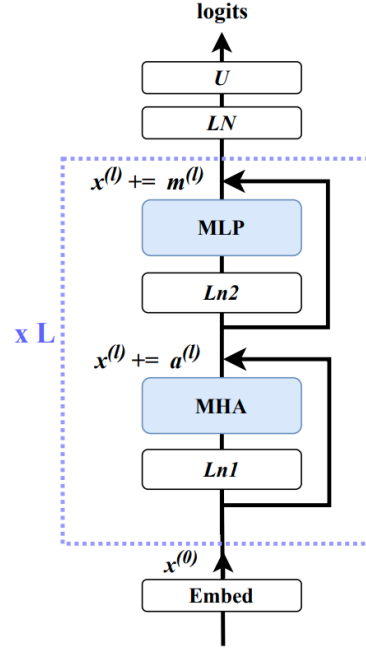 logits
U
LN
x^(l) += m^(l)
MLP
Ln2
x L
x^(l) += a^(l)
MHA
Ln1
x^(0)
Embed